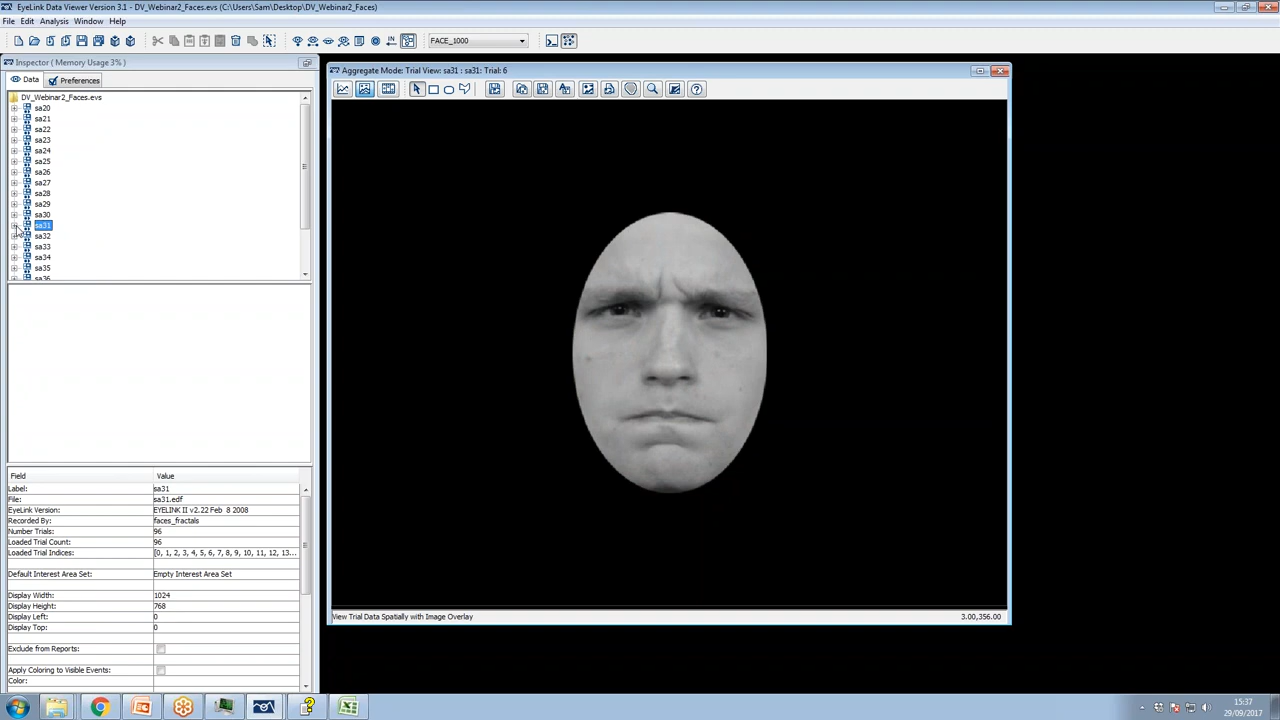 EyeLink Data Viewer Version 3.1 - DV_Webinar2_Faces.evs (C:\Users\Sam\Desktop\DV_Webinar2_Faces)
File Edit Analysis Window Help
IN FACE_1000
Inspector ( Memory Usage 3% )
Data Preferences
DV_Webinar2_Faces.evs
sa20
sa21
sa22
sa23
sa24
sa25
sa26
sa27
sa28
sa29
sa30
sa31
sa32
sa33
sa34
sa35
sa36
Field Value
Label: sa31
File: sa31.edf
EyeLink Version: EYELINK II v2.22 Feb 8 2008
Recorded By: faces_fractals
Number Trials: 96
Loaded Trial Count: 96
Loaded Trial Indices: [0, 1, 2, 3, 4, 5, 6, 7, 8, 9, 10, 11, 12, 13...
Default Interest Area Set: Empty Interest Area Set
Display Width: 1024
Display Height: 768
Display Left: 0
Display Top: 0
Exclude from Reports:
Apply Coloring to Visible Events:
Color:
Aggregate Mode: Trial View: sa31 : sa31: Trial: 6
View Trial Data Spatially with Image Overlay 3.00,356.00
15:37
29/09/2017